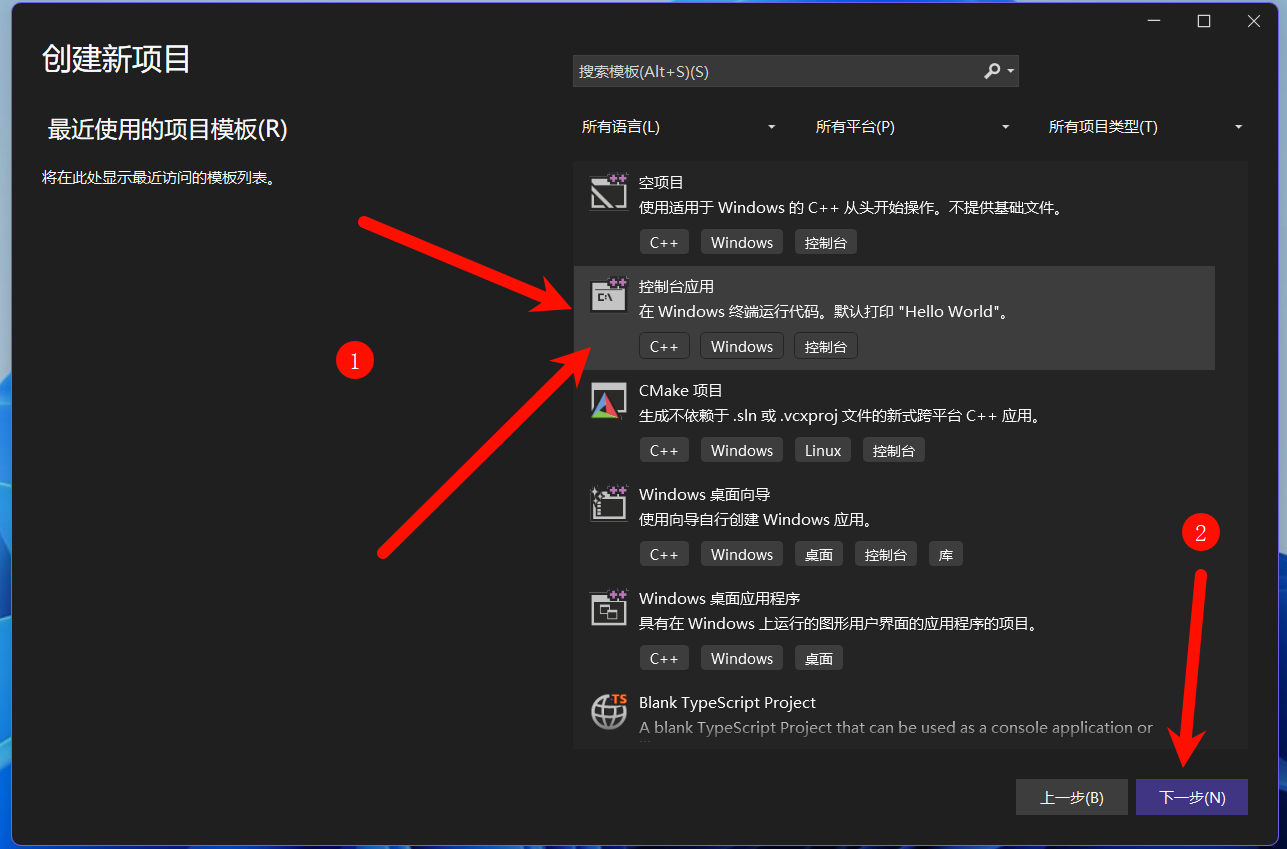 创建新项目
最近使用的项目模板(R)
将在此处显示最近访问的模板列表。
搜索模板(Alt+S)(S)
所有语言(L)
所有平台(P)
所有项目类型(T)
空项目
使用适用于 Windows 的 C++ 从头开始操作。不提供基础文件。
C++ Windows 控制台
C:\
控制台应用
在 Windows 终端运行代码。默认打印 "Hello World"。
C++ Windows 控制台
1
CMake 项目
生成不依赖于 .sln 或 .vcxproj 文件的新式跨平台 C++ 应用。
C++ Windows Linux 控制台
Windows 桌面向导
使用向导自行创建 Windows 应用。
C++ Windows 桌面 控制台 库
2
Windows 桌面应用程序
具有在 Windows 上运行的图形用户界面的应用程序的项目。
C++ Windows 桌面
TS
Blank TypeScript Project
A blank TypeScript Project that can be used as a console application or
上一步(B)
下一步(N)